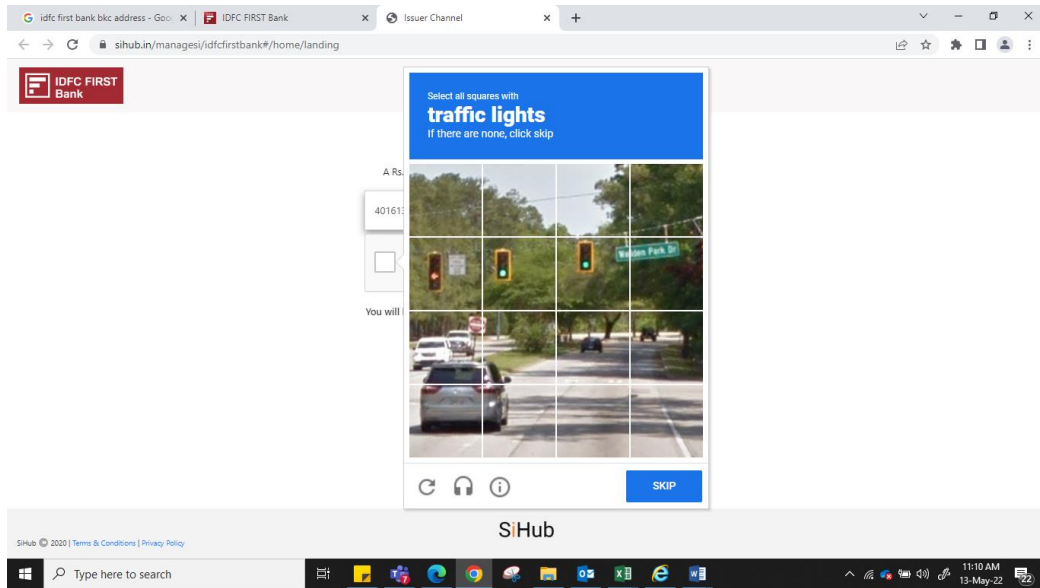 idfc first bank bkc address - Goo
IDFC FIRST Bank
Issuer Channel
sihub.in/managesi/idfcfirstbank#/home/landing
IDFC FIRST
Bank
Select all squares with
traffic lights
If there are none, click skip
A Rs.
401613
Welden Park Dr
You will
SKIP
SiHub
SiHub © 2020 | Terms & Conditions | Privacy Policy
Type here to search
11:10 AM
13-May-22
22